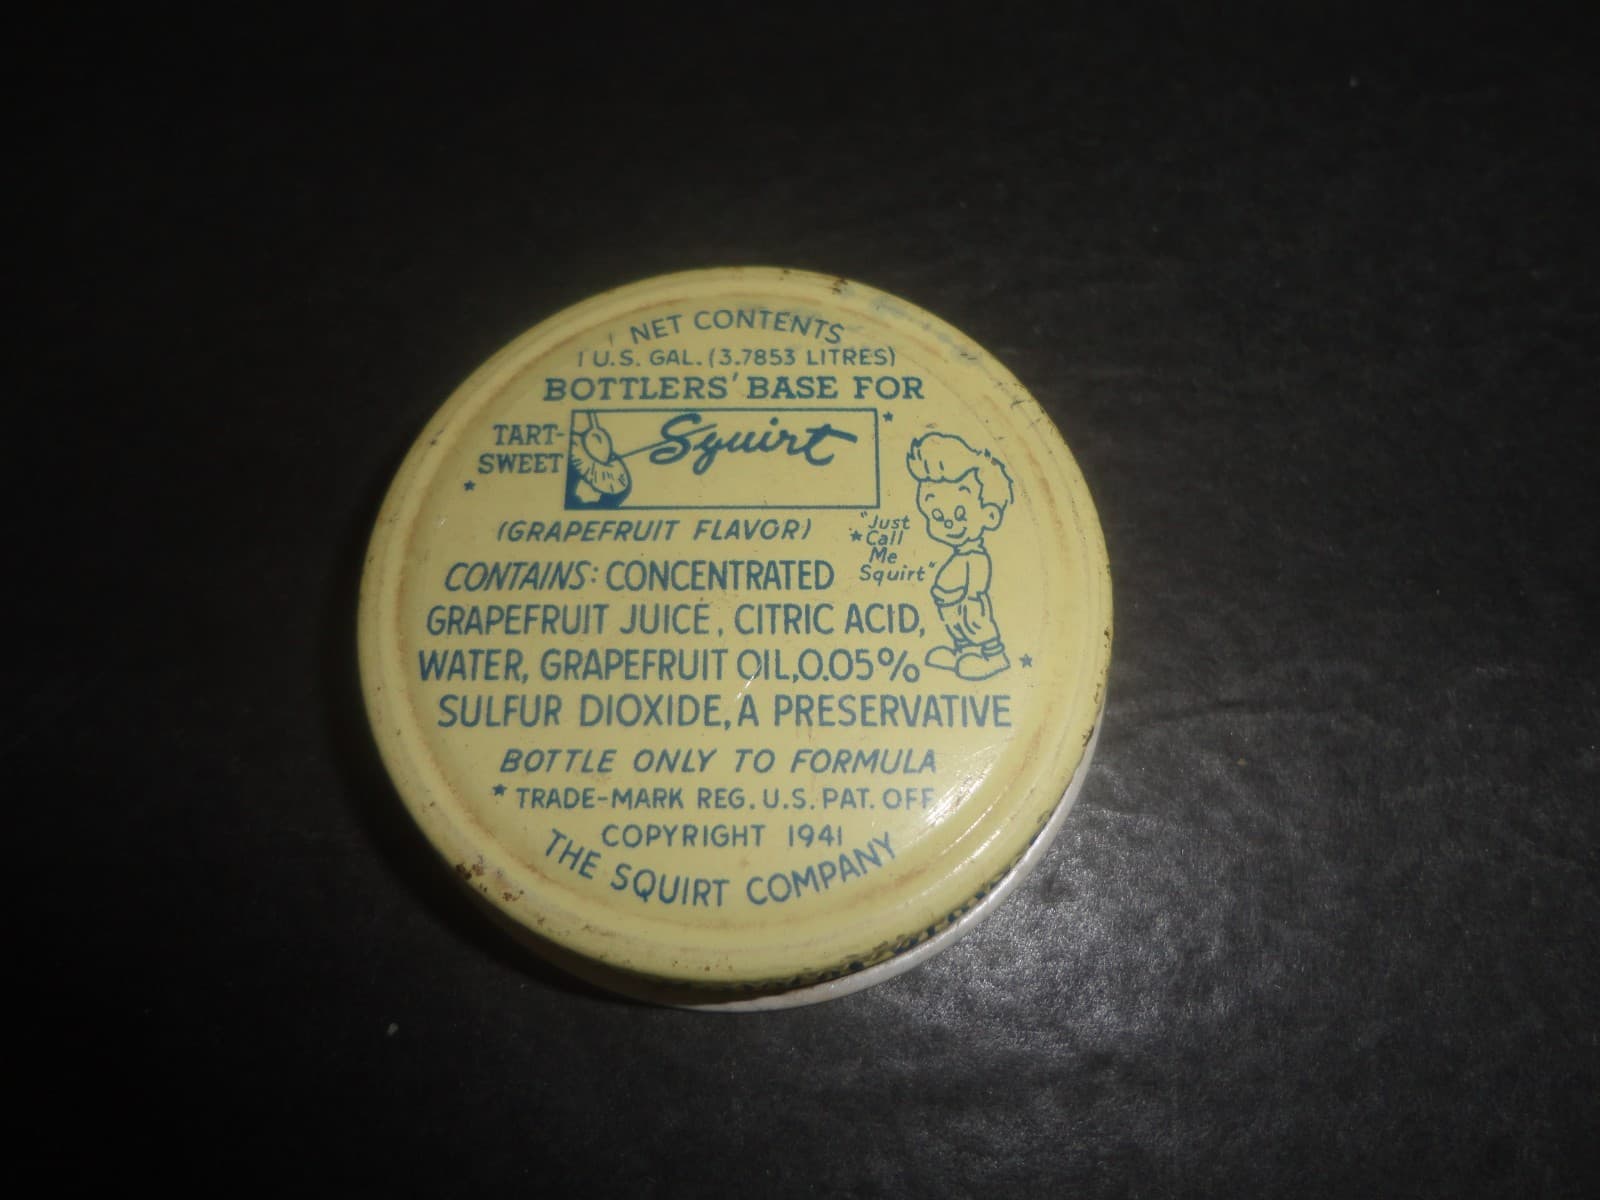 NET CONTENTS
1 U.S. GAL. (3.7853 LITRES)
BOTTLERS' BASE FOR
TART-
SWEET
Squirt
(GRAPEFRUIT FLAVOR)
"Just
Call
Me
Squirt"
CONTAINS: CONCENTRATED
GRAPEFRUIT JUICE, CITRIC ACID,
WATER, GRAPEFRUIT OIL, 0.05%
SULFUR DIOXIDE, A PRESERVATIVE
BOTTLE ONLY TO FORMULA
* TRADE-MARK REG. U.S. PAT. OFF.
COPYRIGHT 1941
THE SQUIRT COMPANY